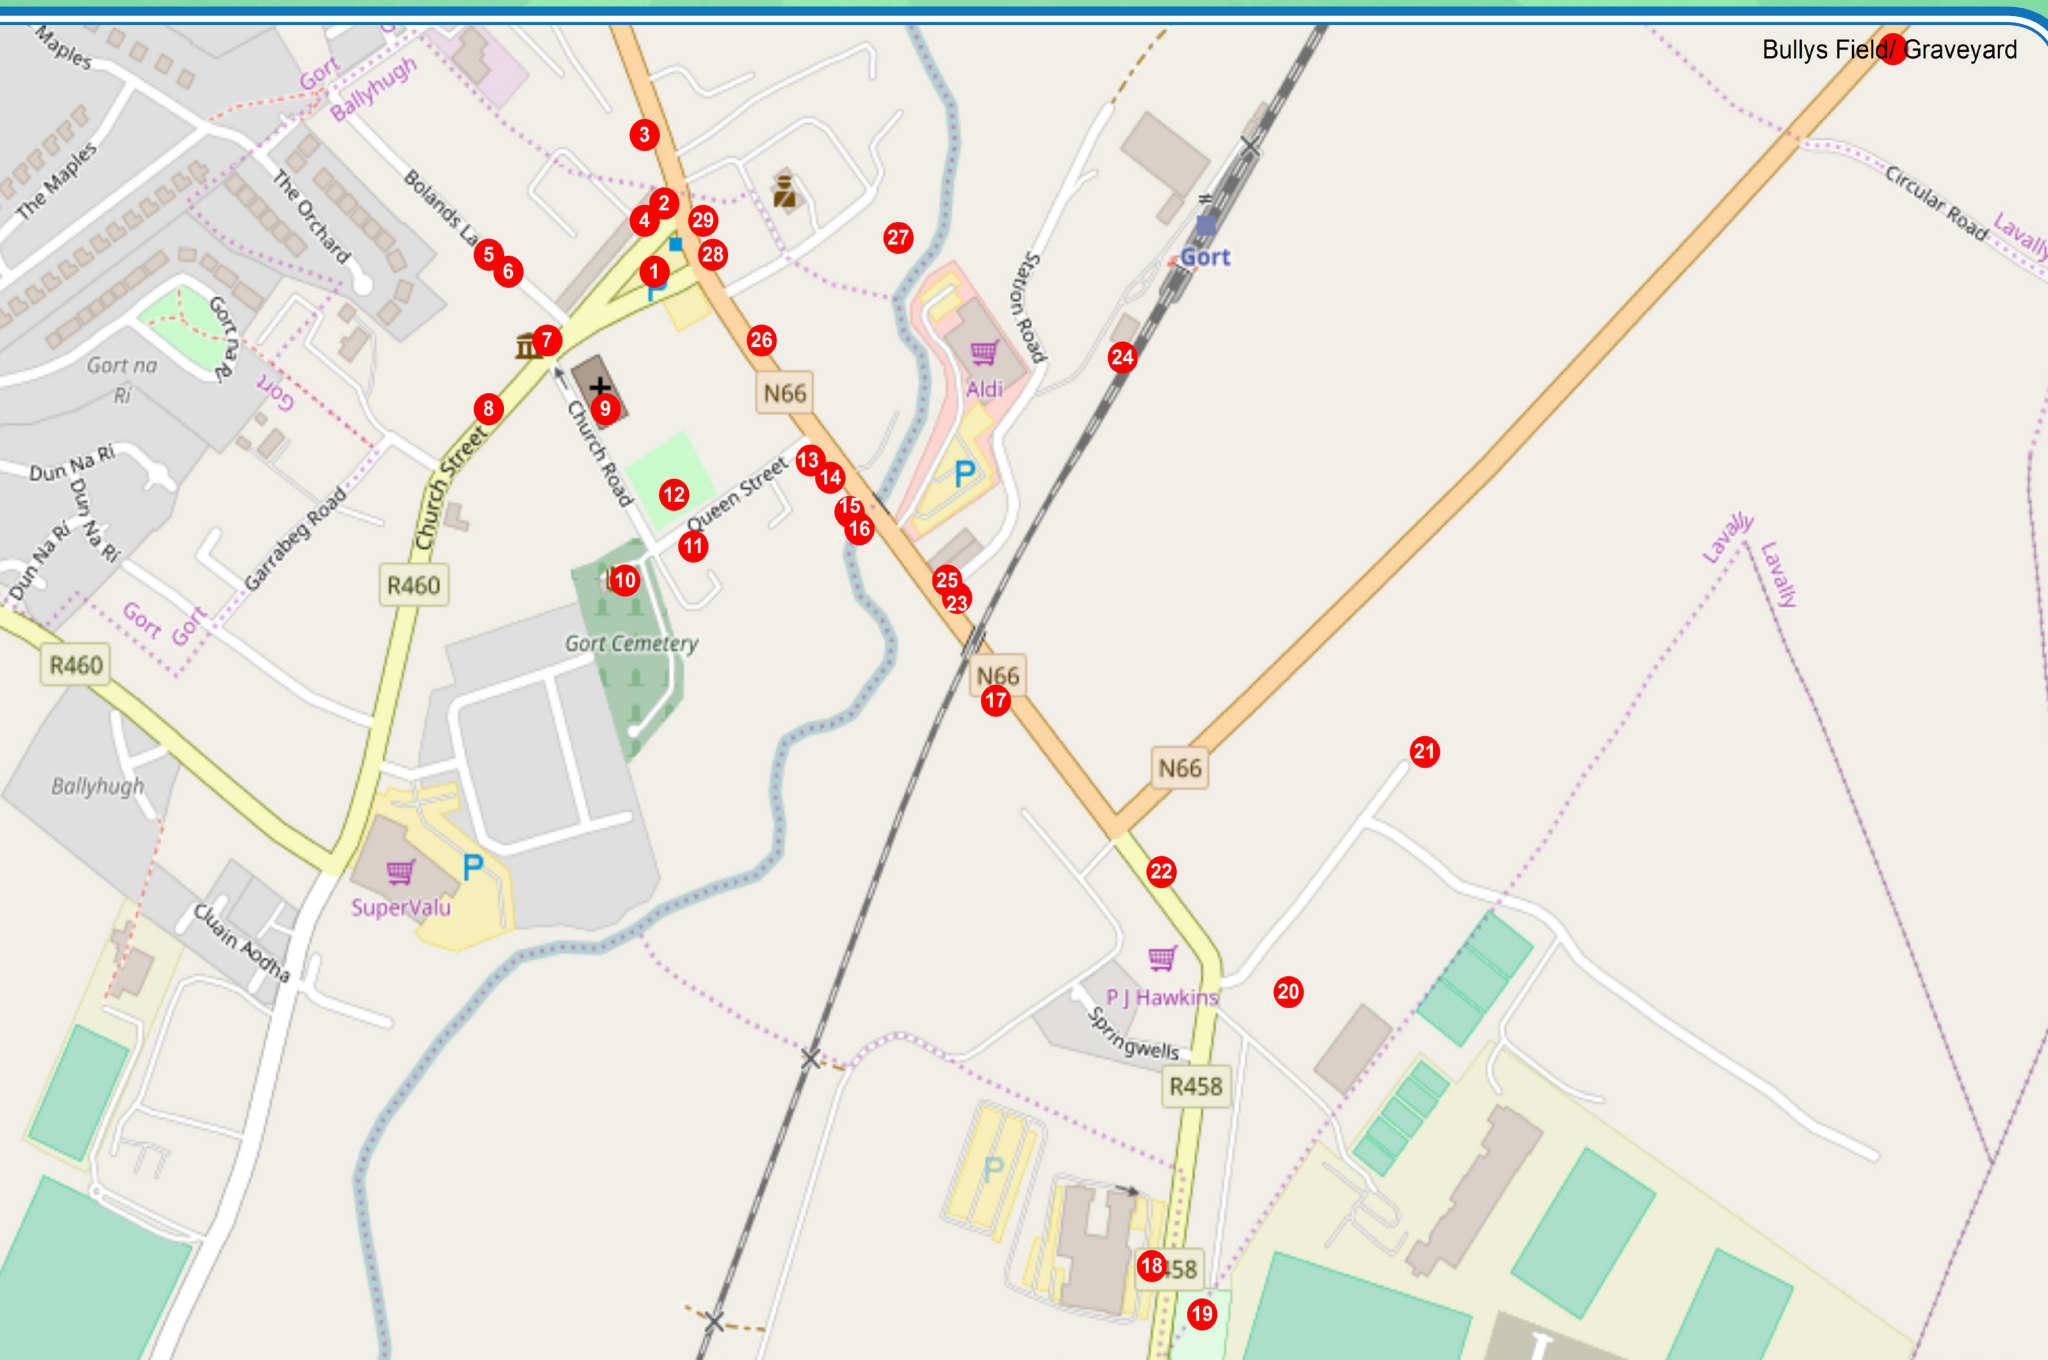 Bullys Field/ Graveyard
Maples
Gort
Ballyhugh
The Maples
The Orchard
Bolands La
3
2
4
29
28
1
P
5
6
27
Station Road
Gort
Circular Road
Lavally
Gort na Rí
Gort na
Rí
Gort
7
26
24
Aldi
N66
8
9
Church Street
Church Road
Dun Na Rí
Dun Na Rí
Dun Na Rí
Garrabeg Road
12
Queen Street
13
14
15
16
P
11
10
Church Street
R460
Gort
Gort
R460
Gort Cemetery
25
23
N66
17
Lavally
Lavally
N66
21
Ballyhugh
P
SuperValu
22
Cluain Aodha
P J Hawkins
20
Springwells
R458
P
18
458
19